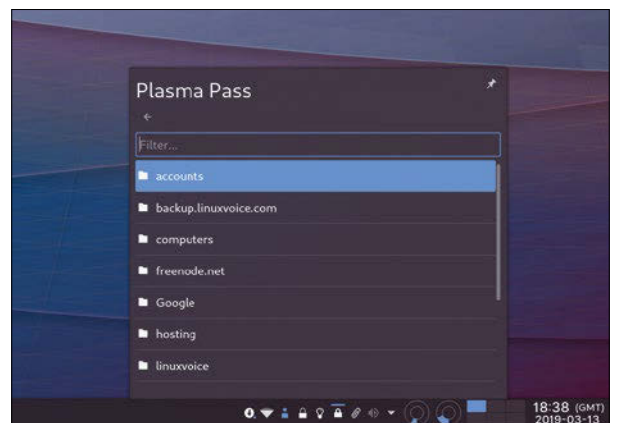 Plasma Pass
Filter...
accounts
backup.linuxvoice.com
computers
freenode.net
Google
hosting
linuxvoice
18:38 (GMT)
2019-03-13